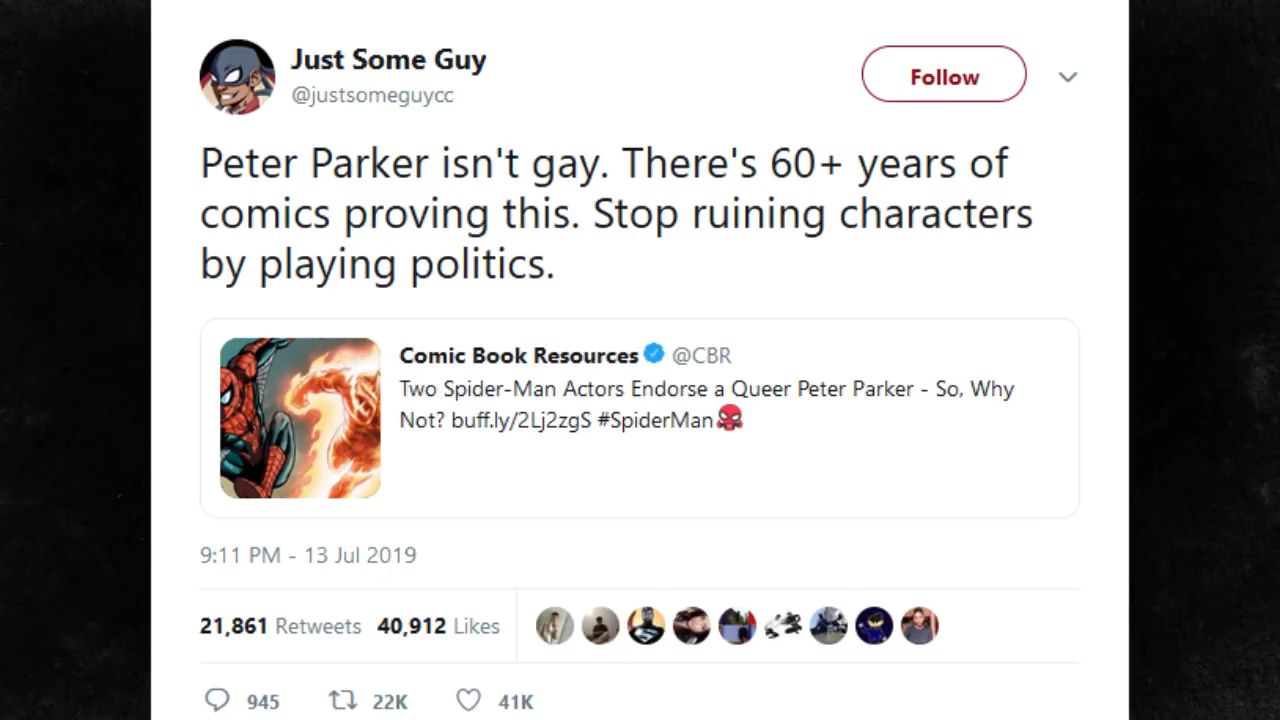 Just Some Guy
@justsomeguycc
Follow
Peter Parker isn't gay. There's 60+ years of
comics proving this. Stop ruining characters
by playing politics.
Comic Book Resources @CBR
Two Spider-Man Actors Endorse a Queer Peter Parker - So, Why
Not? buff.ly/2Lj2zgS #SpiderMan
9:11 PM - 13 Jul 2019
21,861 Retweets 40,912 Likes
945 22K 41K